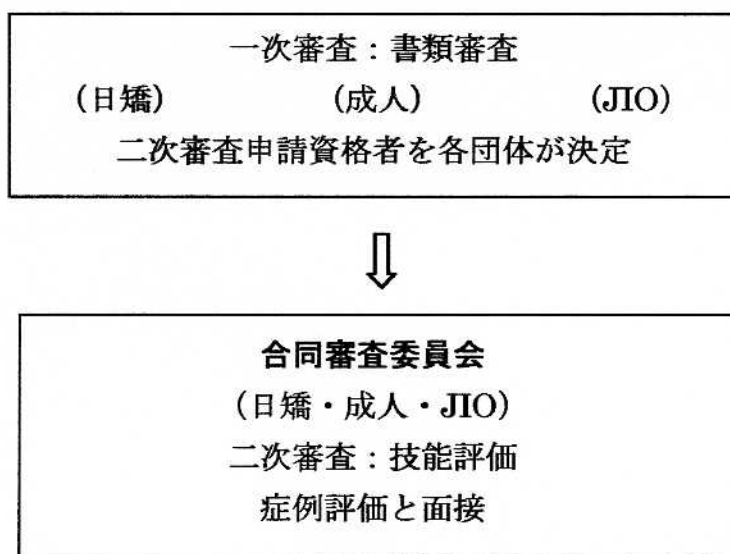 一次審査：書類審査
（日矯） （成人） （JIO）
二次審査申請資格者を各団体が決定
合同審査委員会
（日矯・成人・JIO）
二次審査：技能評価
症例評価と面接